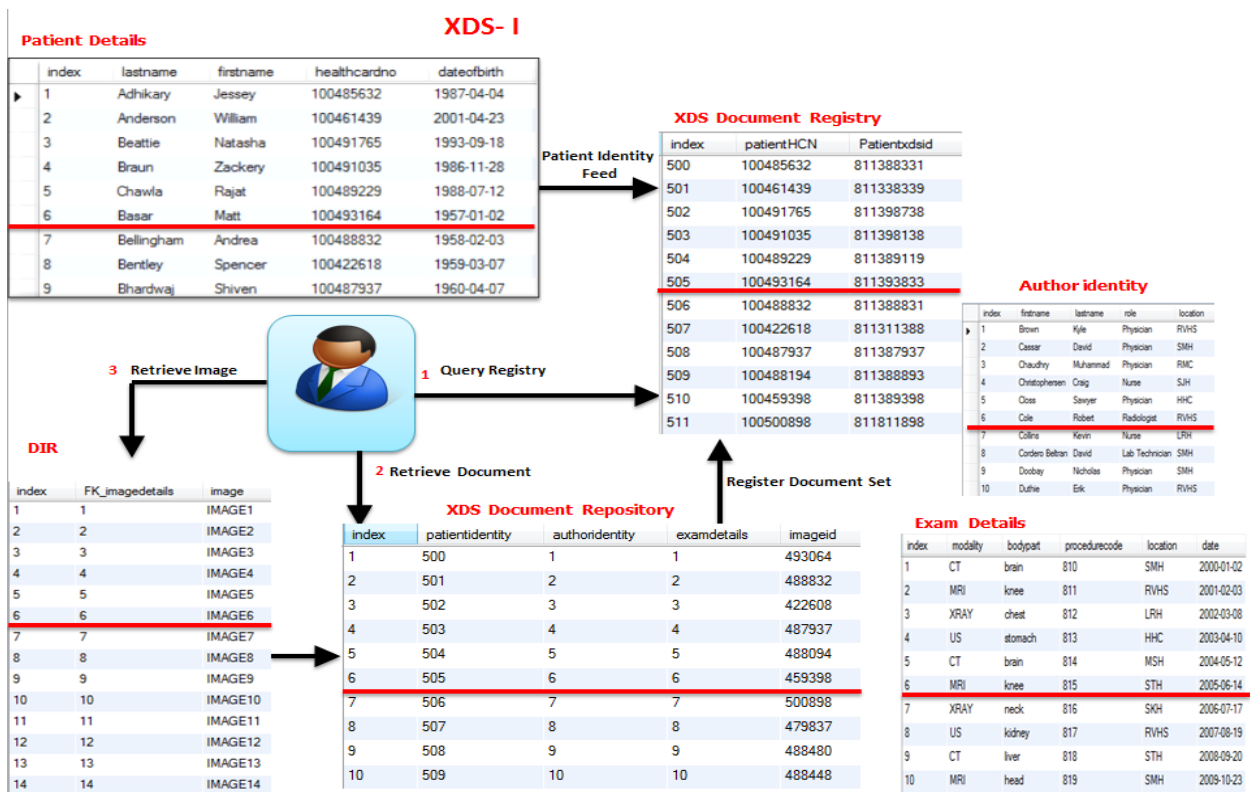 XDS- I
Patient Details
index lastname firstname healthcardno dateofbirth
1 Adhikary Jessey 100485632 1987-04-04
2 Anderson William 100461439 2001-04-23
3 Beattie Natasha 100491765 1993-09-18
4 Braun Zackery 100491035 1986-11-28
5 Chawla Rajat 100489229 1988-07-12
6 Basar Matt 100493164 1957-01-02
7 Bellingham Andrea 100488832 1958-02-03
8 Bentley Spencer 100422618 1959-03-07
9 Bhardwaj Shiven 100487937 1960-04-07
Patient Identity
Feed
XDS Document Registry
index patientHCN Patientxdsid
500 100485632 811388331
501 100461439 811338339
502 100491765 811398738
503 100491035 811398138
504 100489229 811389119
505 100493164 811393833
506 100488832 811388831
507 100422618 811311388
508 100487937 811387937
509 100488194 811388893
510 100459398 811389398
511 100500898 811811898
Author identity
index firstname lastname role location
1 Brown Kyle Physician RVHS
2 Cassar David Physician SMH
3 Chaudhry Muhammad Physician RMC
4 Christophersen Craig Nurse SJH
5 Closs Sawyer Physician HHC
6 Cole Robert Radiologist RVHS
7 Collins Kevin Nurse LRH
8 Cordero Beltran David Lab Technician SMH
9 Doobay Nicholas Physician SMH
10 Duthie Erik Physician RVHS
3 Retrieve Image
1 Query Registry
2 Retrieve Document
Register Document Set
DIR
index FK_imagedetails image
1 1 IMAGE1
2 2 IMAGE2
3 3 IMAGE3
4 4 IMAGE4
5 5 IMAGE5
6 6 IMAGE6
7 7 IMAGE7
8 8 IMAGE8
9 9 IMAGE9
10 10 IMAGE10
11 11 IMAGE11
12 12 IMAGE12
13 13 IMAGE13
14 14 IMAGE14
XDS Document Repository
index patientidentity authoridentity examdetails imageid
1 500 1 1 493064
2 501 2 2 488832
3 502 3 3 422608
4 503 4 4 487937
5 504 5 5 488094
6 505 6 6 459398
7 506 7 7 500898
8 507 8 8 479837
9 508 9 9 488480
10 509 10 10 488448
Exam Details
index modality bodypart procedurecode location date
1 CT brain 810 SMH 2000-01-02
2 MRI knee 811 RVHS 2001-02-03
3 XRAY chest 812 LRH 2002-03-08
4 US stomach 813 HHC 2003-04-10
5 CT brain 814 MSH 2004-05-12
6 MRI knee 815 STH 2005-06-14
7 XRAY neck 816 SKH 2006-07-17
8 US kidney 817 RVHS 2007-08-19
9 CT liver 818 STH 2008-09-20
10 MRI head 819 SMH 2009-10-23